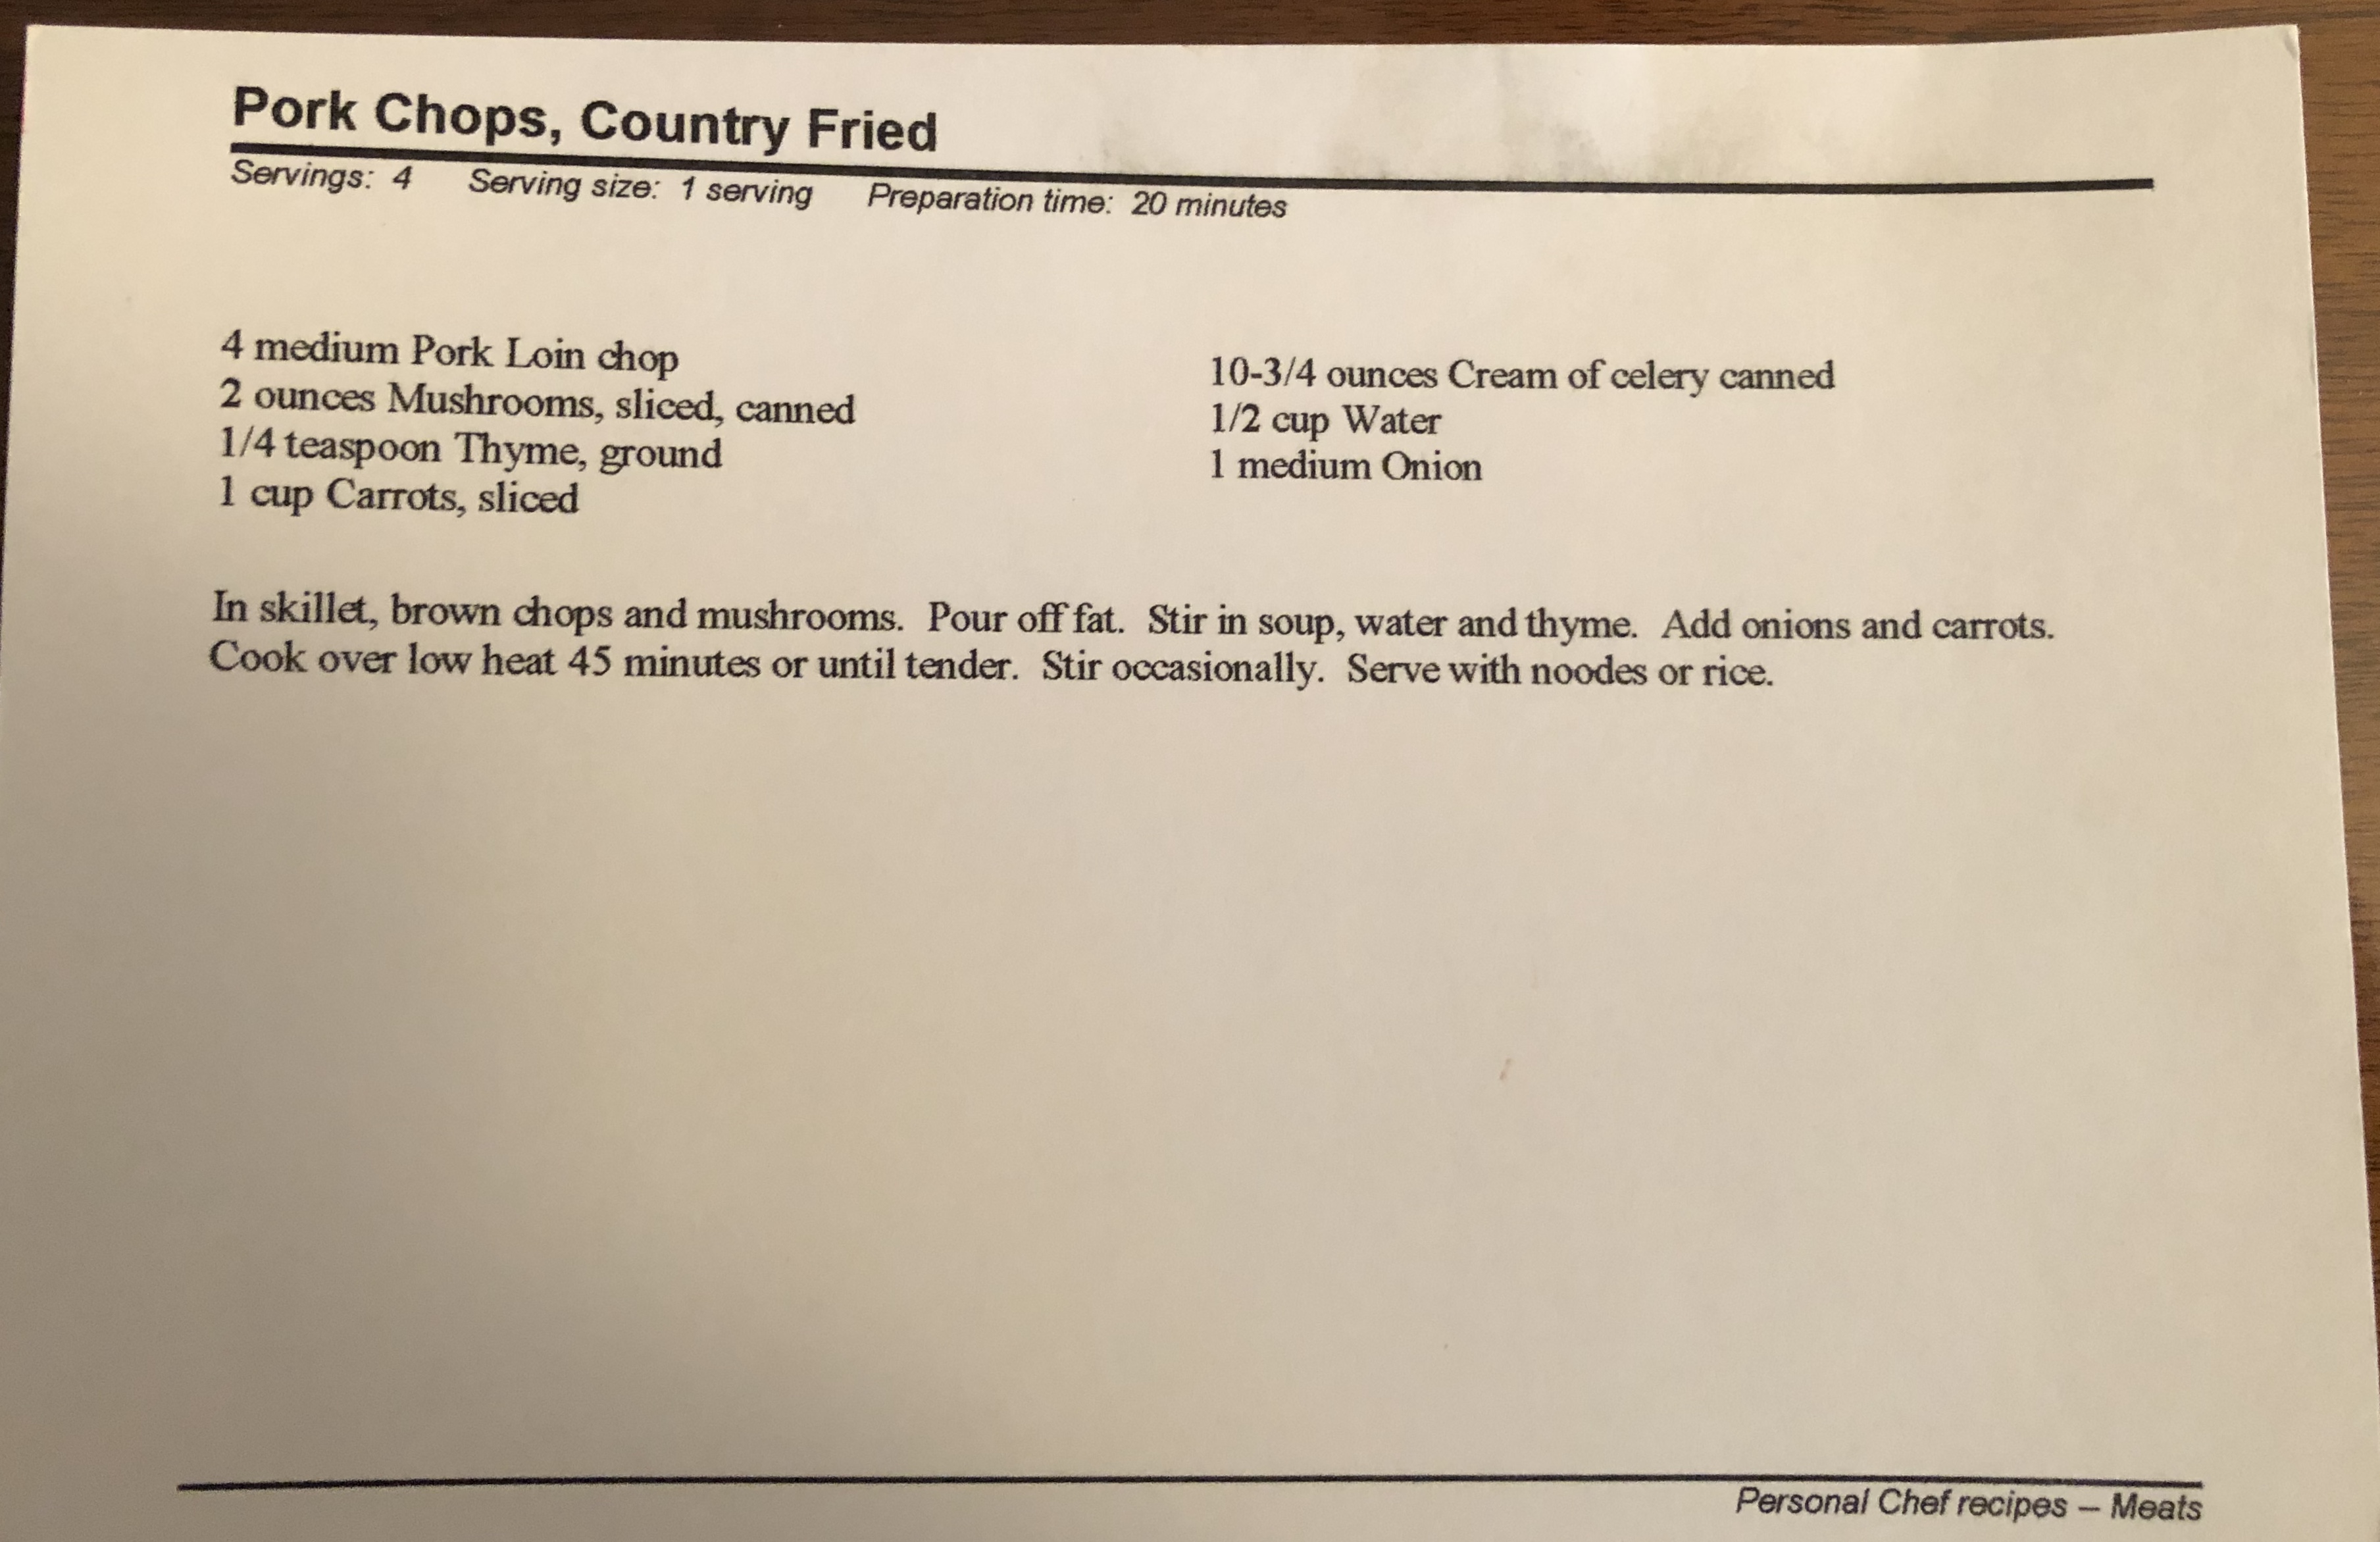 Pork Chops, Country Fried
Servings: 4 Serving size: 1 serving Preparation time: 20 minutes
4 medium Pork Loin chop
2 ounces Mushrooms, sliced, canned
1/4 teaspoon Thyme, ground
1 cup Carrots, sliced
10-3/4 ounces Cream of celery canned
1/2 cup Water
1 medium Onion
In skillet, brown chops and mushrooms. Pour off fat. Stir in soup, water and thyme. Add onions and carrots.
Cook over low heat 45 minutes or until tender. Stir occasionally. Serve with noodes or rice.
Personal Chef recipes – Meats